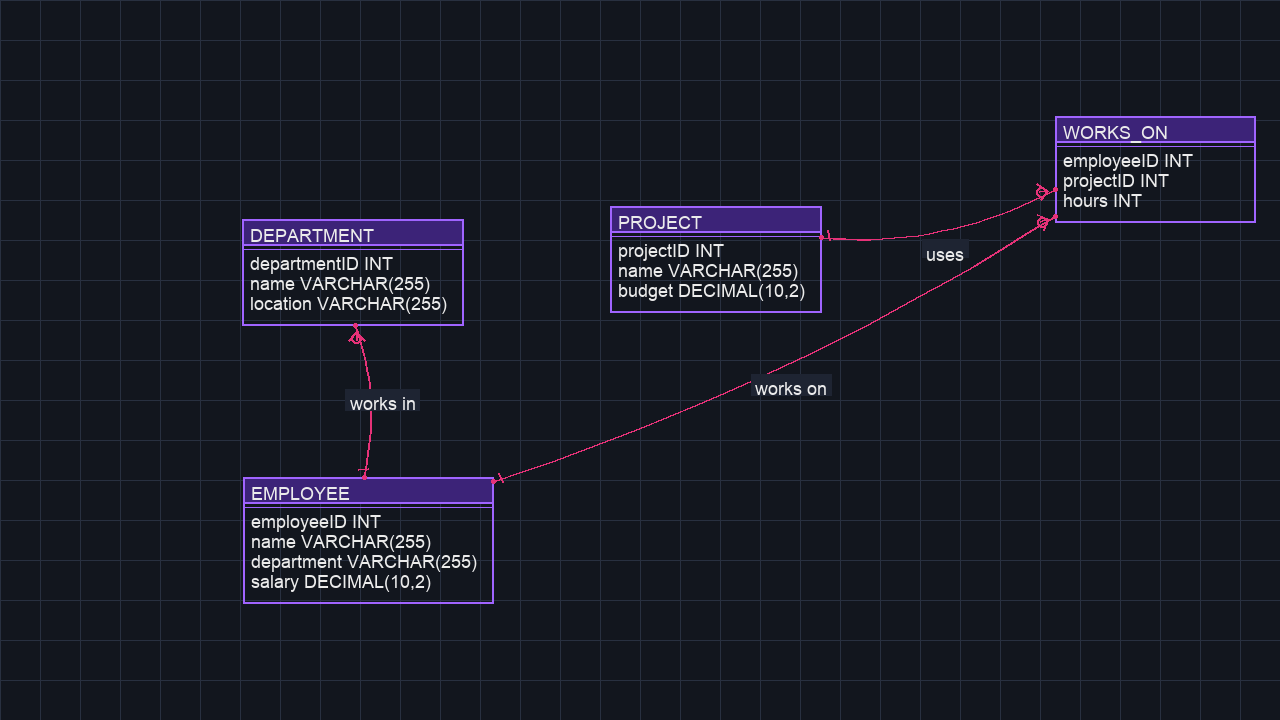 WORKS_ON
employeeID INT
projectID INT
hours INT
PROJECT
projectID INT
name VARCHAR(255)
budget DECIMAL(10,2)
DEPARTMENT
departmentID INT
name VARCHAR(255)
location VARCHAR(255)
uses
works on
works in
EMPLOYEE
employeeID INT
name VARCHAR(255)
department VARCHAR(255)
salary DECIMAL(10,2)